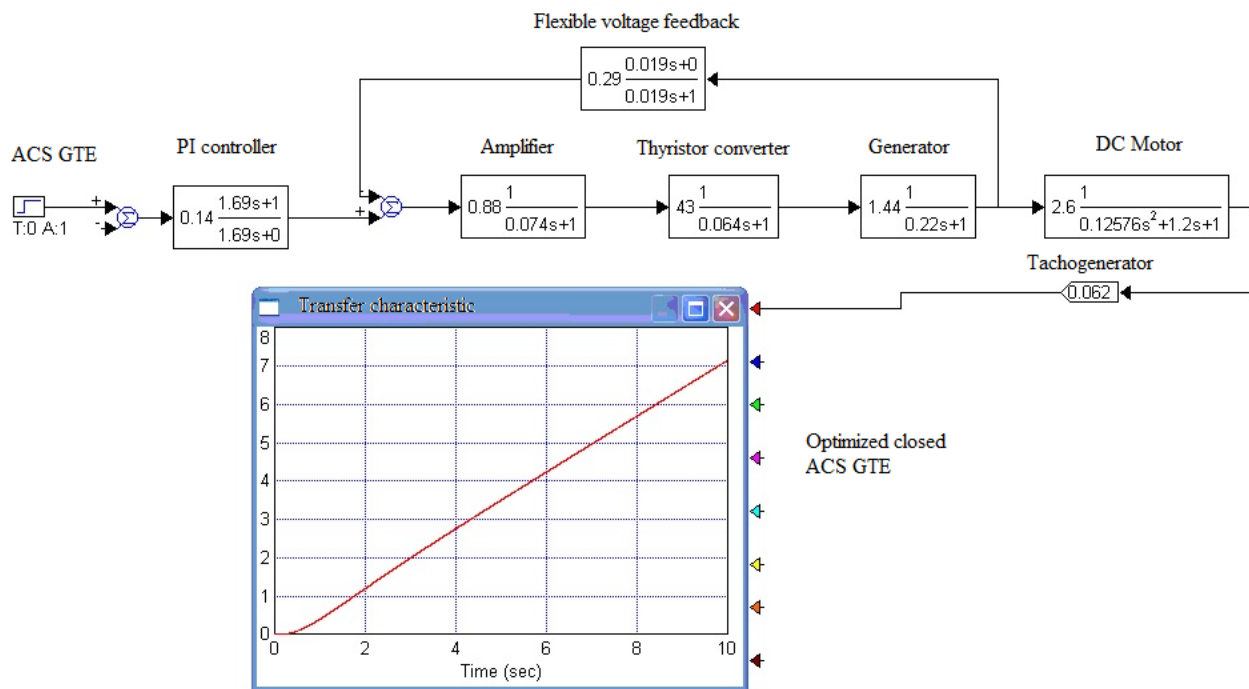 Flexible voltage feedback
0.29 0.019s+0
0.019s+1
ACS GTE
PI controller
Amplifier
Thyristor converter
Generator
DC Motor
+
-
Σ
T:0 A:1
0.14 1.69s+1
1.69s+0
-
+
Σ
0.88 1
0.074s+1
43 1
0.064s+1
1.44 1
0.22s+1
2.6 1
0.12576s²+1.2s+1
Tachogenerator
0.062
Transfer characteristic
8
7
6
5
4
3
2
1
0
0 2 4 6 8 10
Time (sec)
Optimized closed
ACS GTE